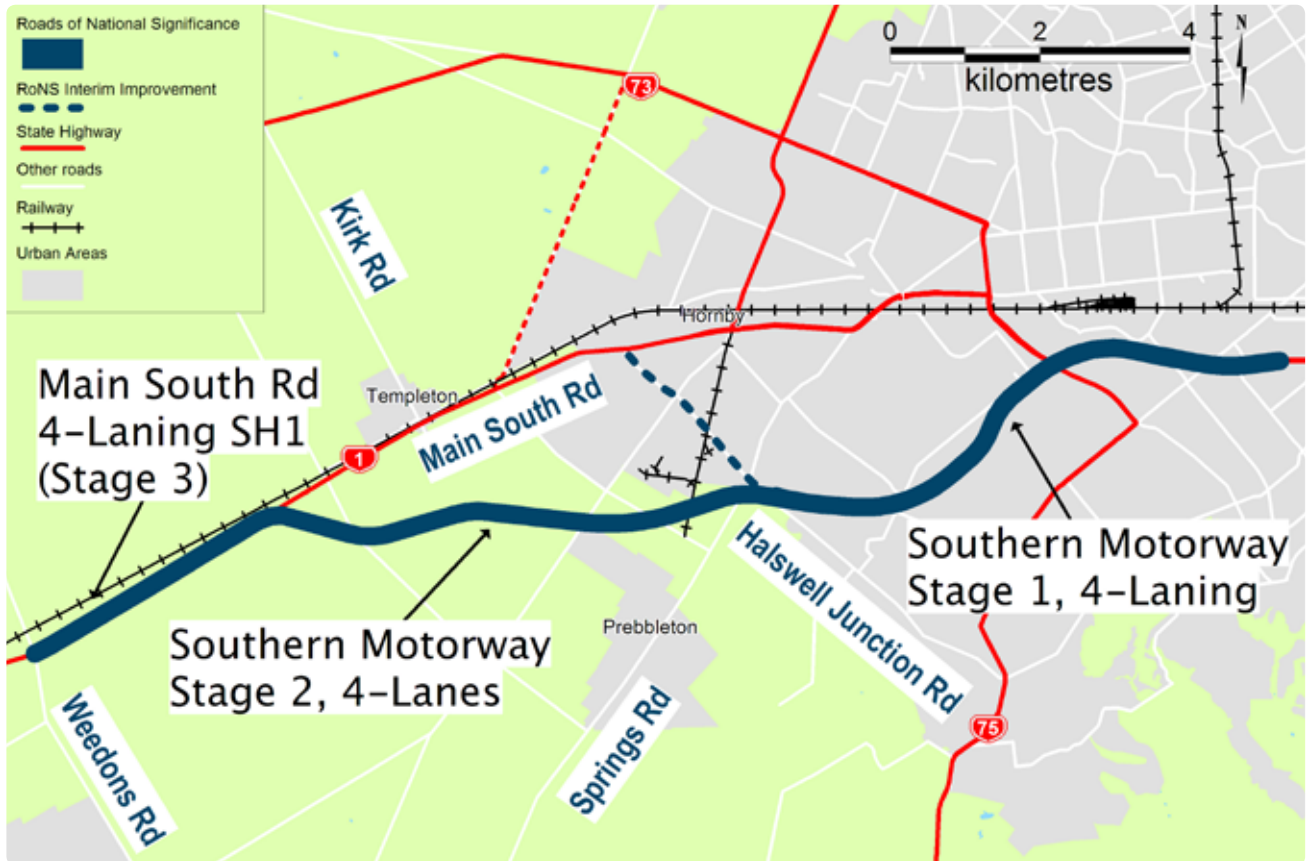 Roads of National Significance
RoNS Interim Improvement
State Highway
Other roads
Railway
Urban Areas
0 2 4
kilometres
N
73
Kirk Rd
Hornby
Templeton
Main South Rd
1
Main South Rd
4-Laning SH1
(Stage 3)
Southern Motorway
Stage 2, 4-Lanes
Southern Motorway
Stage 1, 4-Laning
Halswell Junction Rd
Prebbleton
Springs Rd
Weedons Rd
75